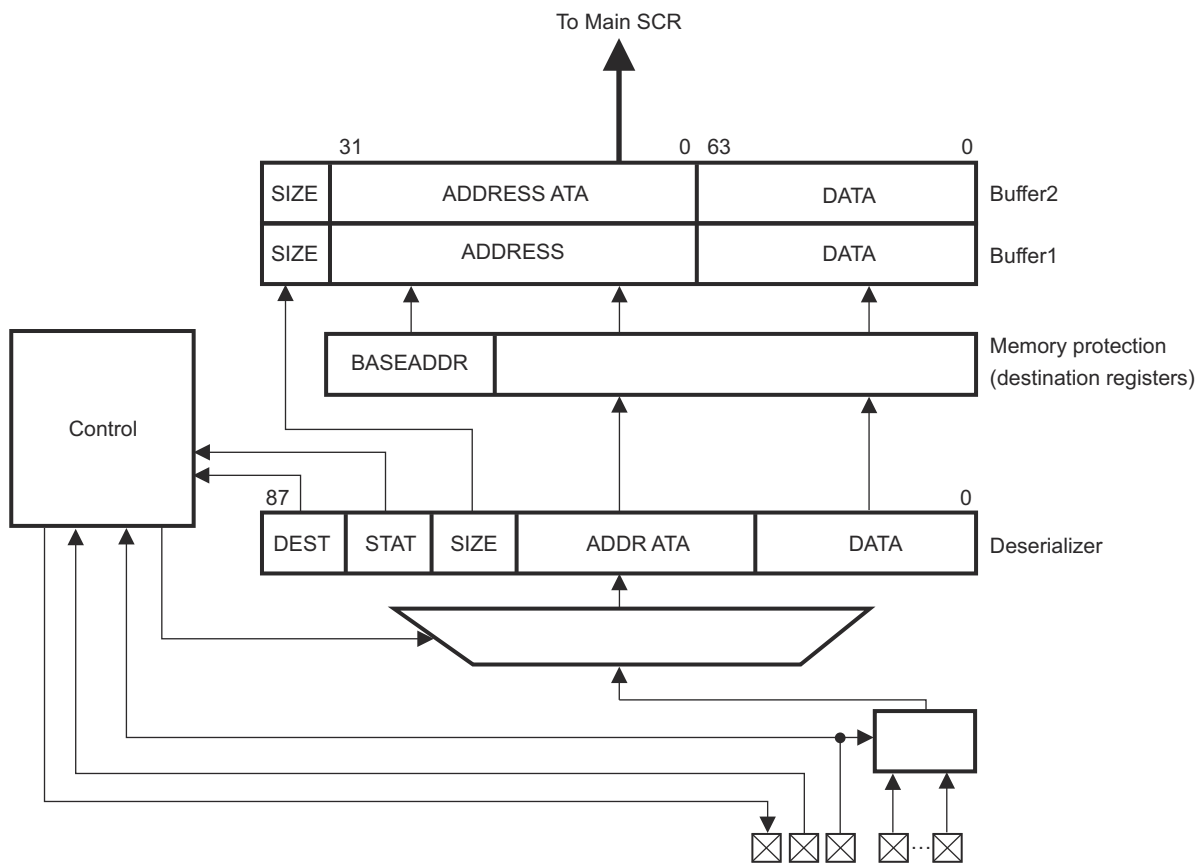 To Main SCR
31 0 63 0
SIZE ADDRESS ATA DATA Buffer2
SIZE ADDRESS DATA Buffer1
BASEADDR Memory protection
(destination registers)
Control
87 0
DEST STAT SIZE ADDR ATA DATA Deserializer
...